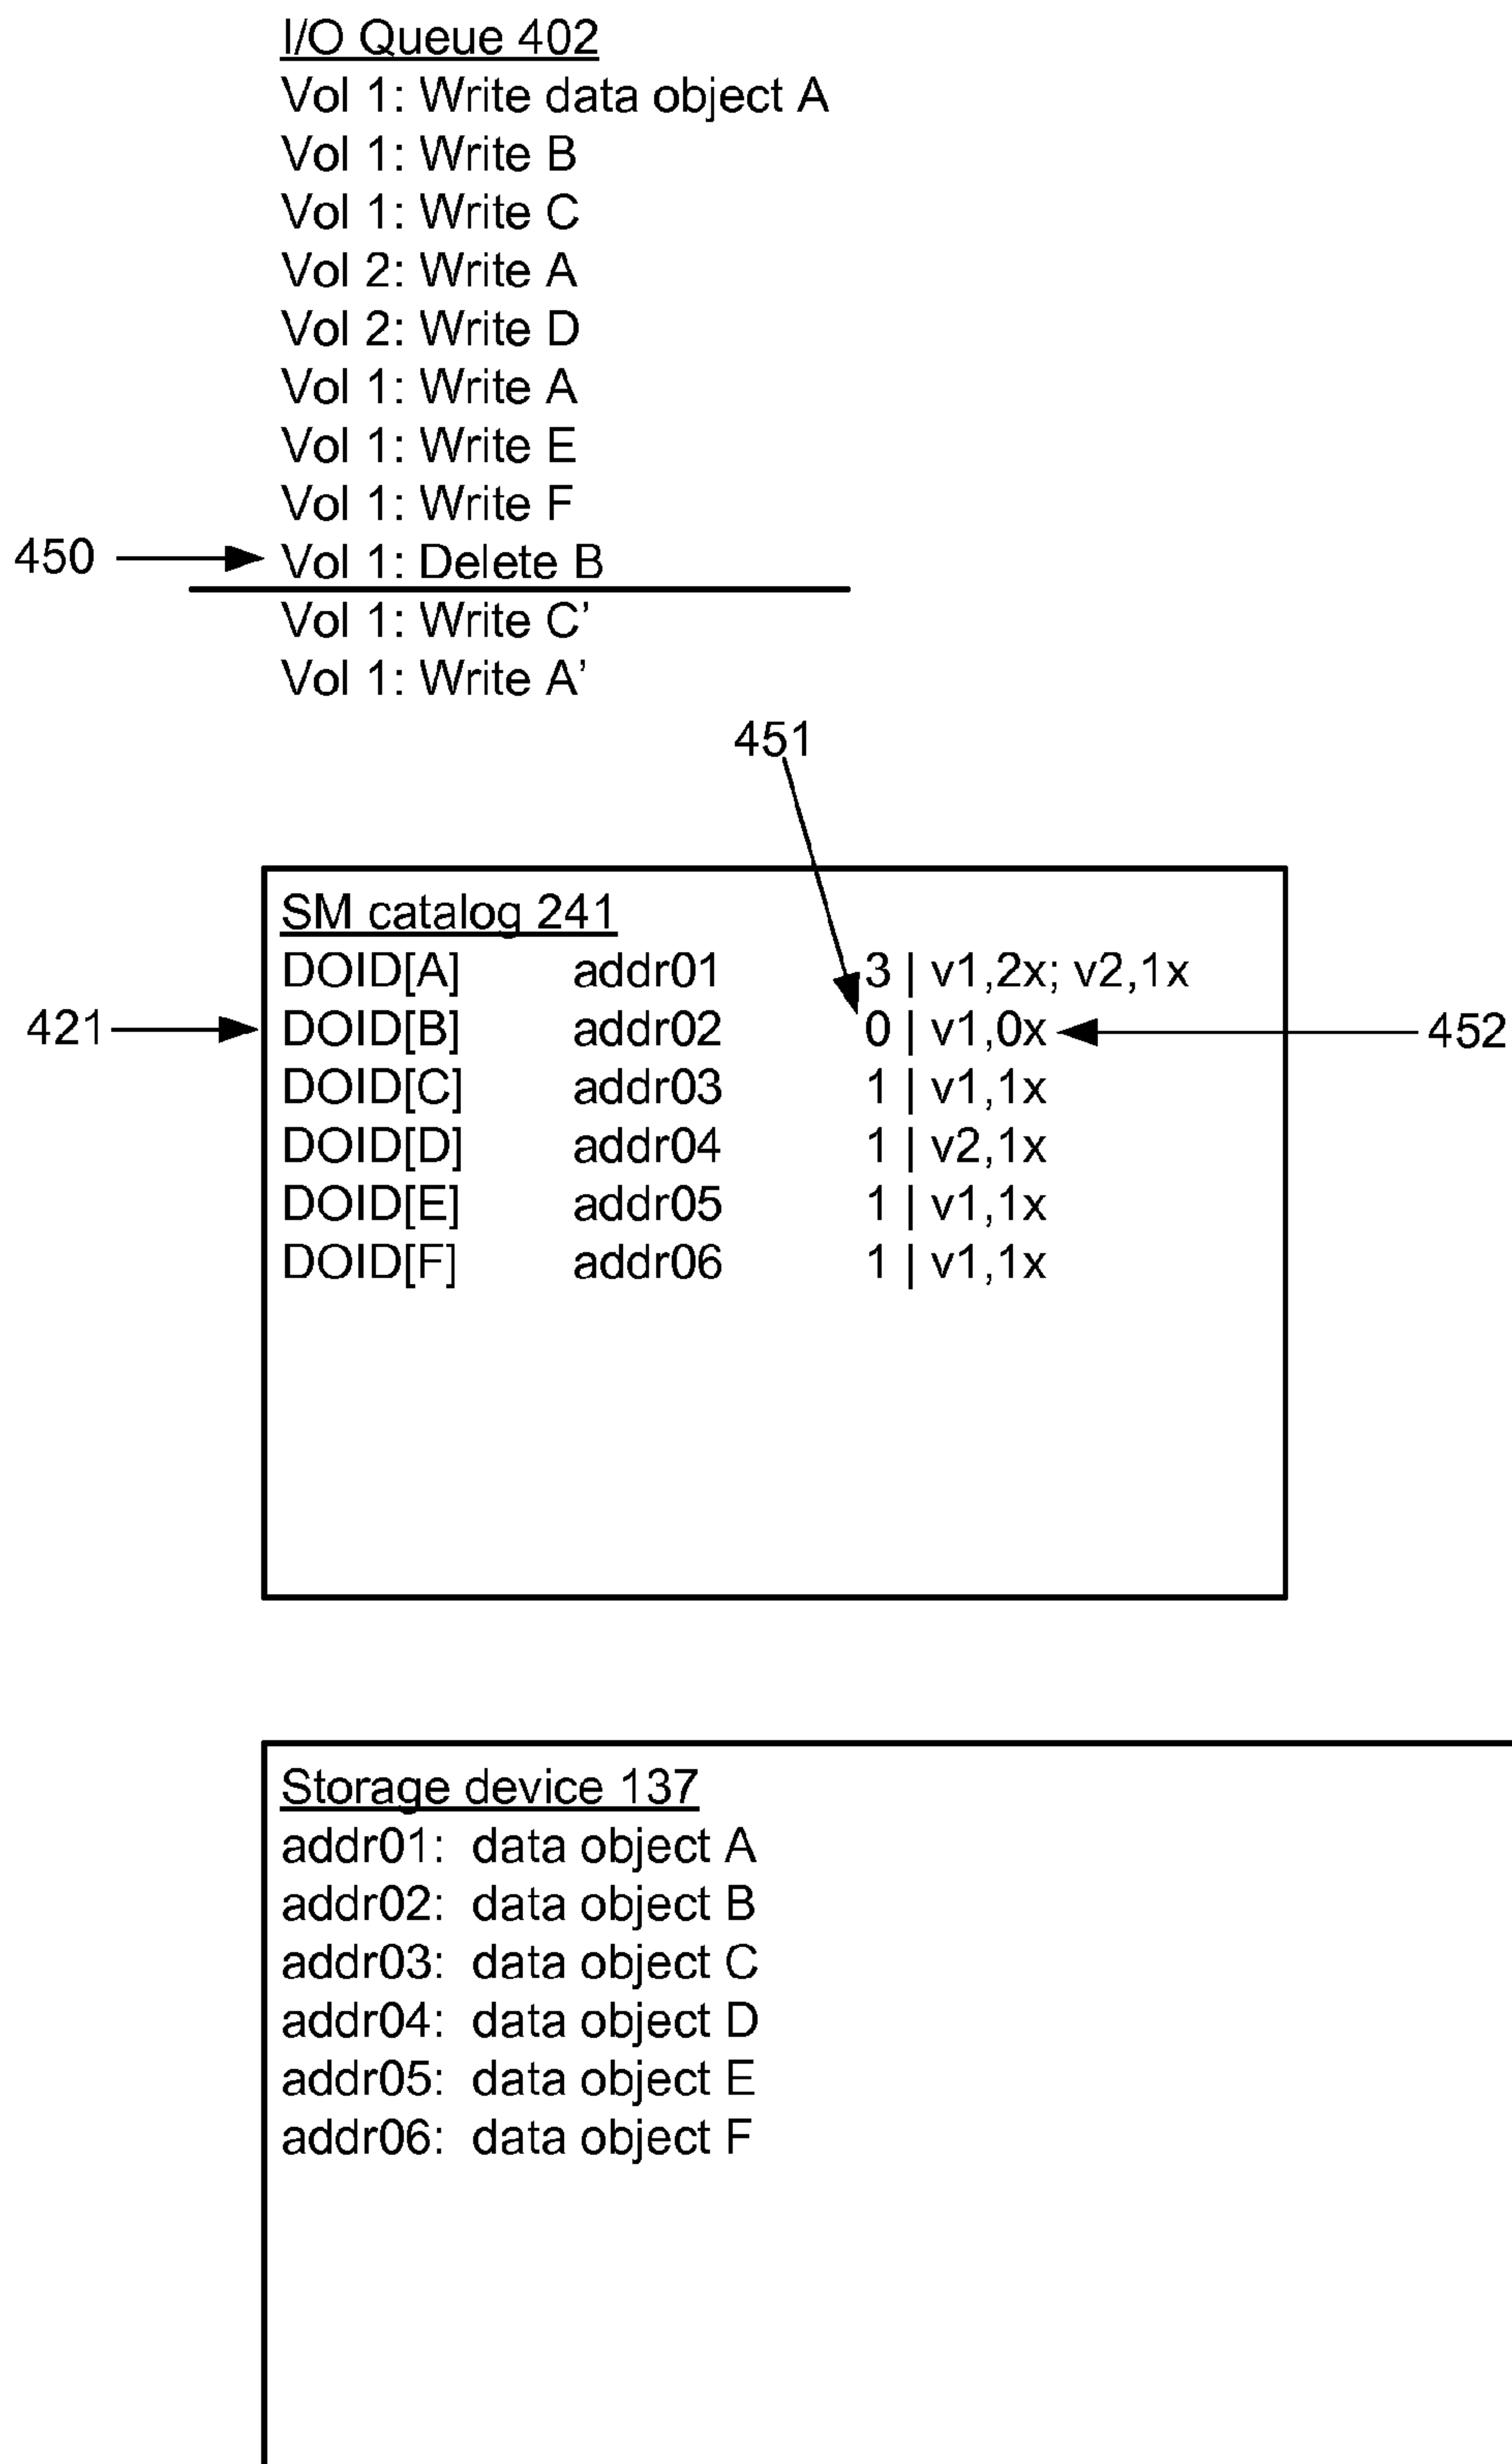 I/O Queue 402
Vol 1: Write data object A
Vol 1: Write B
Vol 1: Write C
Vol 2: Write A
Vol 2: Write D
Vol 1: Write A
Vol 1: Write E
Vol 1: Write F
450 Vol 1: Delete B
Vol 1: Write C’
Vol 1: Write A’
451
SM catalog 241
DOID[A] addr01 3 | v1,2x; v2,1x
421 DOID[B] addr02 0 | v1,0x 452
DOID[C] addr03 1 | v1,1x
DOID[D] addr04 1 | v2,1x
DOID[E] addr05 1 | v1,1x
DOID[F] addr06 1 | v1,1x
Storage device 137
addr01: data object A
addr02: data object B
addr03: data object C
addr04: data object D
addr05: data object E
addr06: data object F